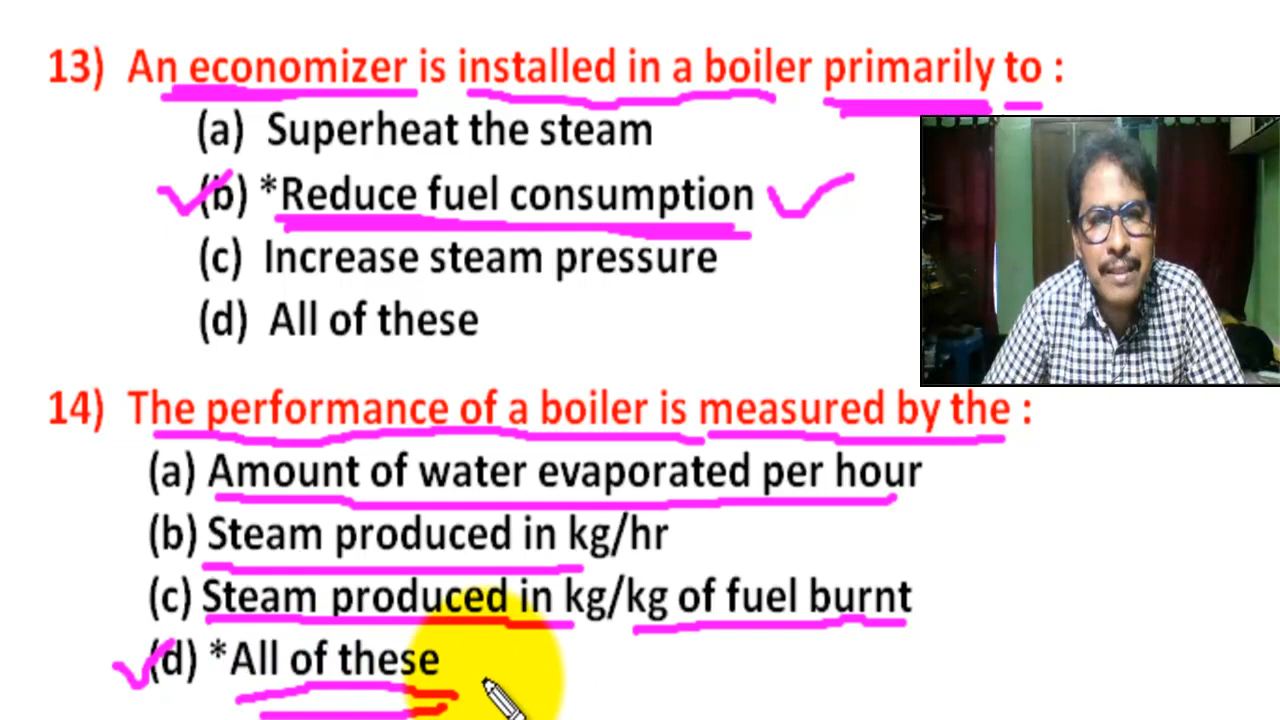 13) An economizer is installed in a boiler primarily to :
(a) Superheat the steam
(b) *Reduce fuel consumption
(c) Increase steam pressure
(d) All of these
14) The performance of a boiler is measured by the :
(a) Amount of water evaporated per hour
(b) Steam produced in kg/hr
(c) Steam produced in kg/kg of fuel burnt
(d) *All of these